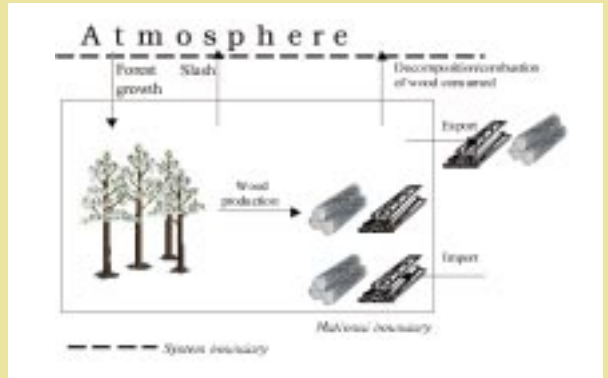 Atmosphere
Forest
growth
Slash
Decomposition/combustion
of wood consumed
Export
Wood
production
Import
National boundary
System boundary